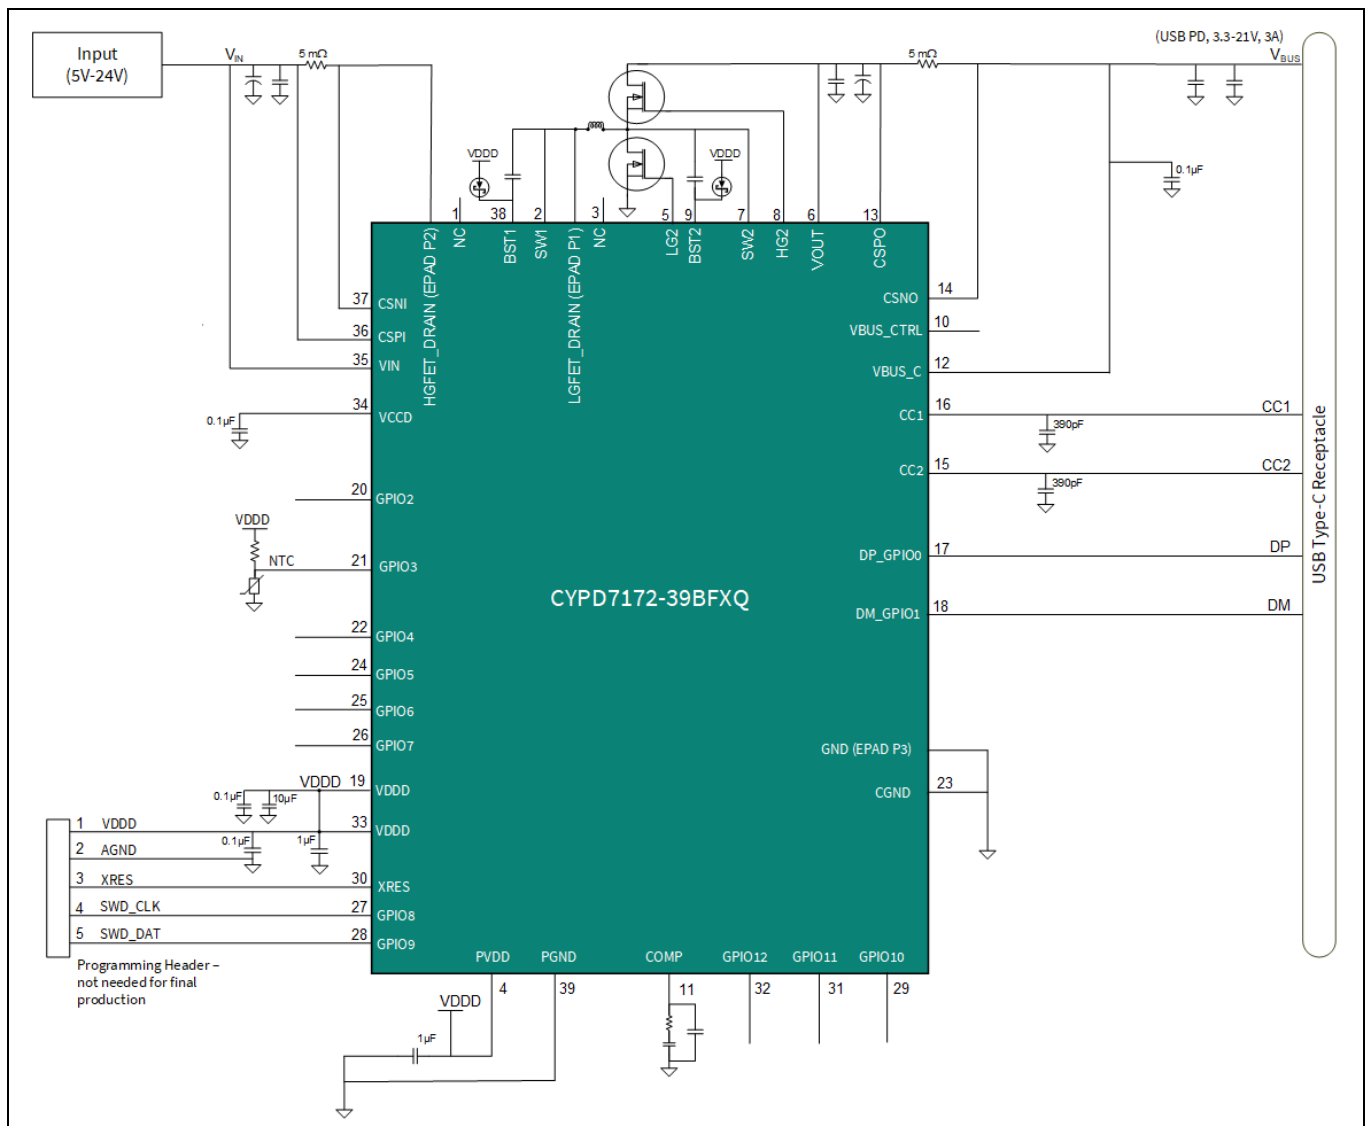 Input
(5V-24V)
VIN
5 mΩ
5 mΩ
(USB PD, 3.3-21V, 3A)
VBUS
VDDD
VDDD
0.1µF
1
38
2
3
5
9
7
8
6
13
HGFET_DRAIN (EPAD P2)
NC
BST1
SW1
LGFET_DRAIN (EPAD P1)
NC
LG2
BST2
SW2
HG2
VOUT
CSPO
37
CSNI
36
CSPI
35
VIN
34
VCCD
0.1µF
20
GPIO2
VDDD
NTC
21
GPIO3
22
GPIO4
24
GPIO5
25
GPIO6
26
GPIO7
VDDD
19
VDDD
0.1µF
10µF
33
VDDD
0.1µF
1µF
30
XRES
27
GPIO8
28
GPIO9
1 VDDD
2 AGND
3 XRES
4 SWD_CLK
5 SWD_DAT
Programming Header –
not needed for final
production
CYPD7172-39BFXQ
CSNO
14
VBUS_CTRL
10
VBUS_C
12
CC1
16
CC1
390pF
CC2
15
CC2
390pF
DP_GPIO0
17
DP
DM_GPIO1
18
DM
GND (EPAD P3)
CGND
23
USB Type-C Receptacle
PVDD
PGND
COMP
GPIO12
GPIO11
GPIO10
4
39
11
32
31
29
VDDD
1µF